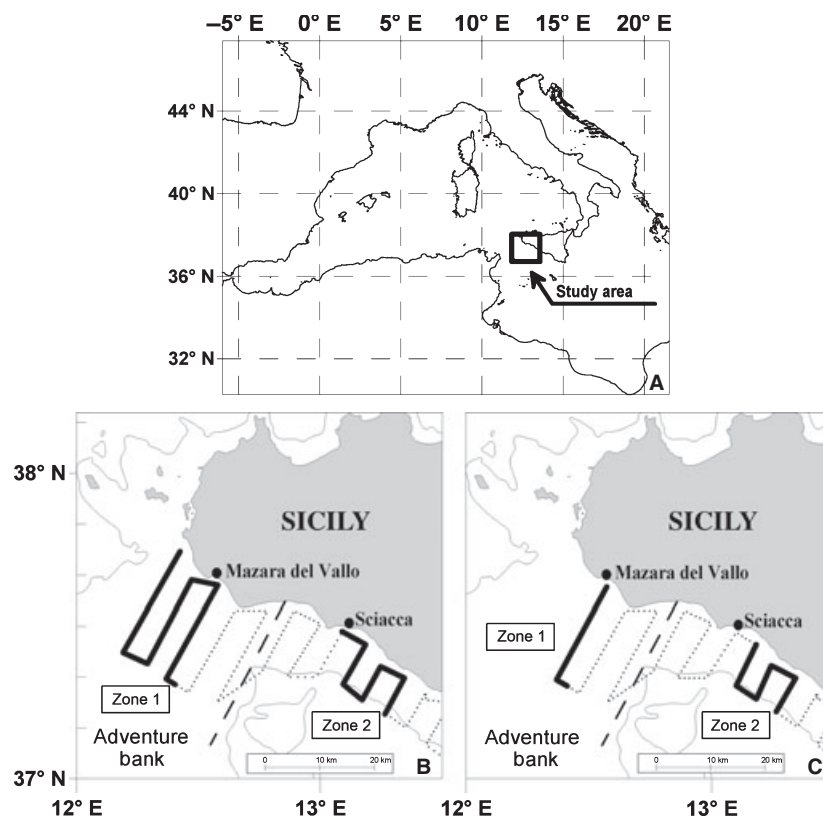 –5° E 0° E 5° E 10° E 15° E 20° E
44° N
40° N
36° N
32° N
Study area
A
38° N
37° N
SICILY
Mazara del Vallo
Sciacca
Zone 1
Zone 2
Adventure
bank
0 10 km 20 km
B
12° E 13° E
SICILY
Mazara del Vallo
Sciacca
Zone 1
Zone 2
Adventure
bank
0 10 km 20 km
C
12° E 13° E